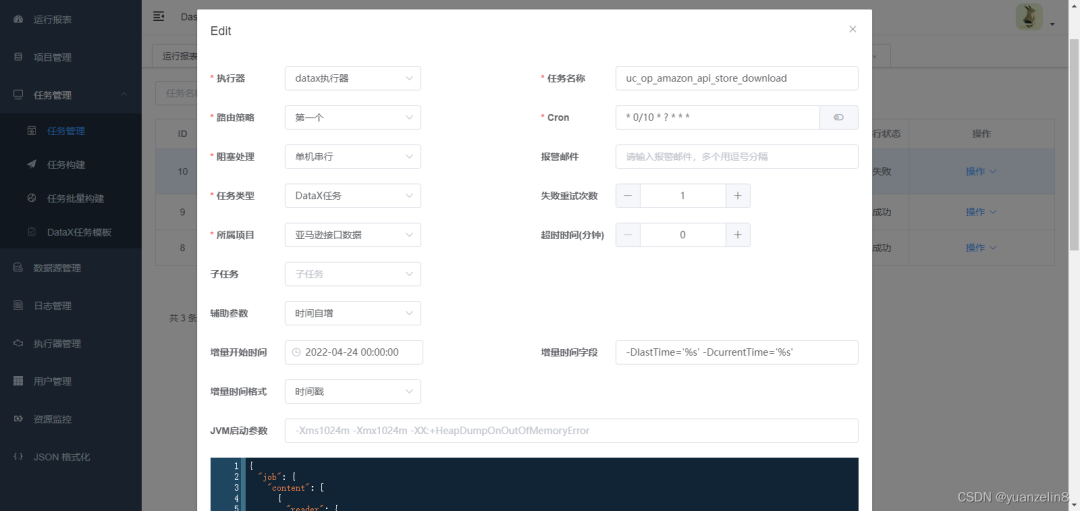 运行报表
Das
Edit
项目管理
运行报表
* 执行器
datax执行器
* 任务名称
uc_op_amazon_api_store_download
任务管理
任务名称
* 路由策略
第一个
* Cron
* 0/10 * ? * * *
任务管理
ID
行状态
操作
* 阻塞处理
单机串行
报警邮件
请输入报警邮件，多个用逗号分隔
任务构建
10
失败
操作
* 任务类型
DataX任务
失败重试次数
1
任务批量构建
9
成功
操作
* 所属项目
亚马逊接口数据
超时时间(分钟)
0
DataX任务模板
8
成功
操作
数据源管理
子任务
子任务
日志管理
共 3 条
辅助参数
时间自增
执行器管理
增量开始时间
2022-04-24 00:00:00
增量时间字段
-DlastTime='%s' -DcurrentTime='%s'
用户管理
增量时间格式
时间戳
资源监控
JVM启动参数
-Xms1024m -Xmx1024m -XX:+HeapDumpOnOutOfMemoryError
JSON 格式化
1 {
2 "job": {
3 "content": [
4 {
5 "reader": {
CSDN @yuanzelin8